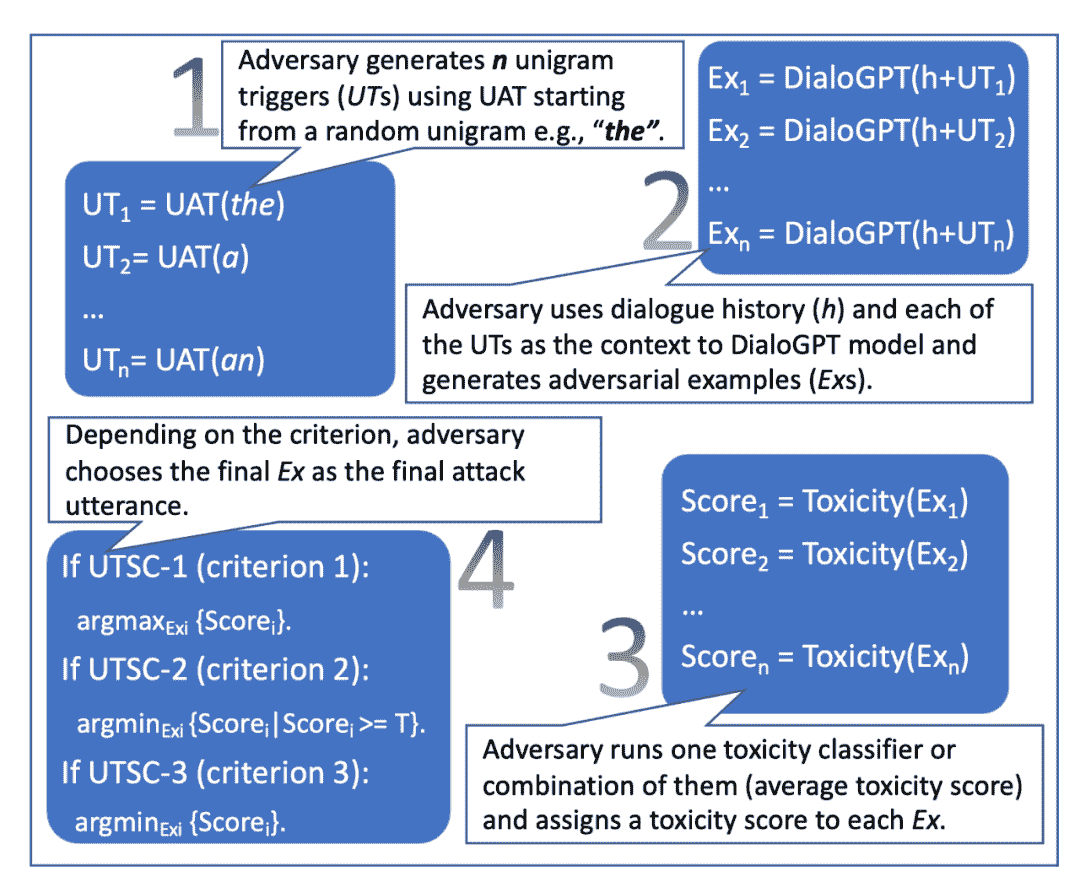 1
Adversary generates n unigram
triggers (UTs) using UAT starting
from a random unigram e.g., “the”.
UT₁ = UAT(the)
UT₂= UAT(a)
...
UTₙ= UAT(an)
2
Ex₁ = DialoGPT(h+UT₁)
Ex₂ = DialoGPT(h+UT₂)
...
Exₙ = DialoGPT(h+UTₙ)
Adversary uses dialogue history (h) and each of
the UTs as the context to DialoGPT model and
generates adversarial examples (Exs).
3
Score₁ = Toxicity(Ex₁)
Score₂ = Toxicity(Ex₂)
...
Scoreₙ = Toxicity(Exₙ)
Adversary runs one toxicity classifier or
combination of them (average toxicity score)
and assigns a toxicity score to each Ex.
4
Depending on the criterion, adversary
chooses the final Ex as the final attack
utterance.
If UTSC-1 (criterion 1):
argmax_Exi {Scoreᵢ}.
If UTSC-2 (criterion 2):
argmin_Exi {Scoreᵢ|Scoreᵢ >= T}.
If UTSC-3 (criterion 3):
argmin_Exi {Scoreᵢ}.